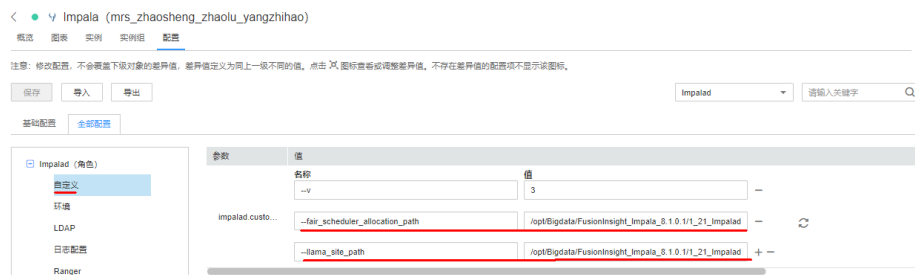 Impala（mrs_zhaosheng_zhaolu_yangzhihao）
概览 图表 实例 实例组 配置
注意：修改配置，不会覆盖下级对象的差异值，差异值定义为同上一级不同的值。点击 图标查看或调整差异值。不存在差异值的配置项不显示该图标。
保存 导入 导出 Impalad 请输入关键字
基础配置 全部配置
Impalad（角色）
自定义
环境
LDAP
日志配置
Ranger
参数 值
名称 值
--v 3
impalad.custo... --fair_scheduler_allocation_path /opt/Bigdata/FusionInsight_Impala_8.1.0.1/1_21_Impalad
--llama_site_path /opt/Bigdata/FusionInsight_Impala_8.1.0.1/1_21_Impalad